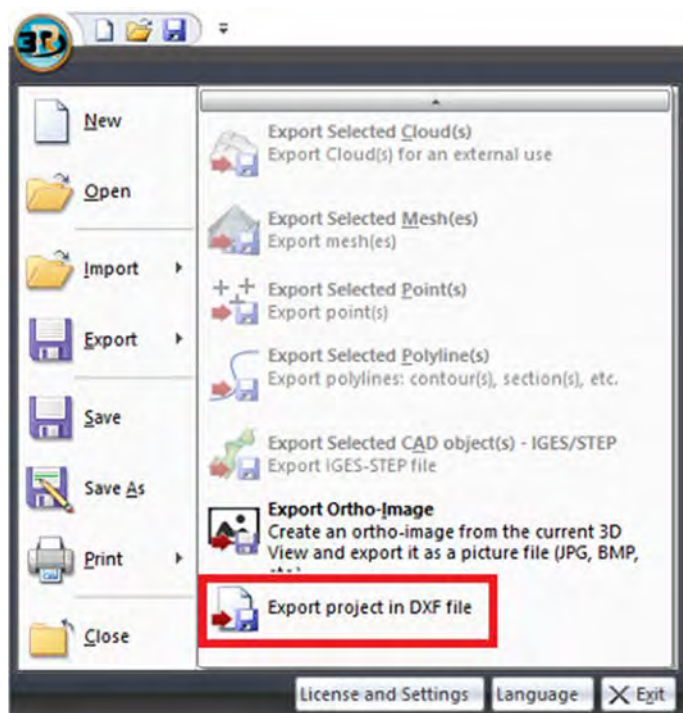 3DR
New
Open
Import
Export
Save
Save As
Print
Close
Export Selected Cloud(s)
Export Cloud(s) for an external use
Export Selected Mesh(es)
Export mesh(es)
Export Selected Point(s)
Export point(s)
Export Selected Polyline(s)
Export polylines: contour(s), section(s), etc.
Export Selected CAD object(s) - IGES/STEP
Export IGES-STEP file
Export Ortho-Image
Create an ortho-image from the current 3D
View and export it as a picture file (JPG, BMP,
Export project in DXF file
License and Settings
Language
Exit